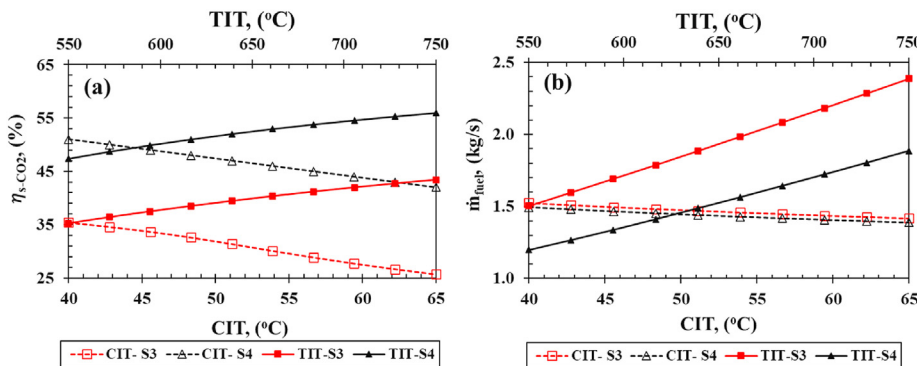 TIT, (°C)
550 600 650 700 750
65
55
45
35
25
η_s-CO2, (%)
(a)
40 45 50 55 60 65
CIT, (°C)
CIT- S3 CIT- S4 TIT-S3 TIT-S4
TIT, (°C)
550 600 650 700 750
2.5
2.0
1.5
1.0
ṁ_fuel, (kg/s)
(b)
40 45 50 55 60 65
CIT, (°C)
CIT- S3 CIT- S4 TIT-S3 TIT-S4